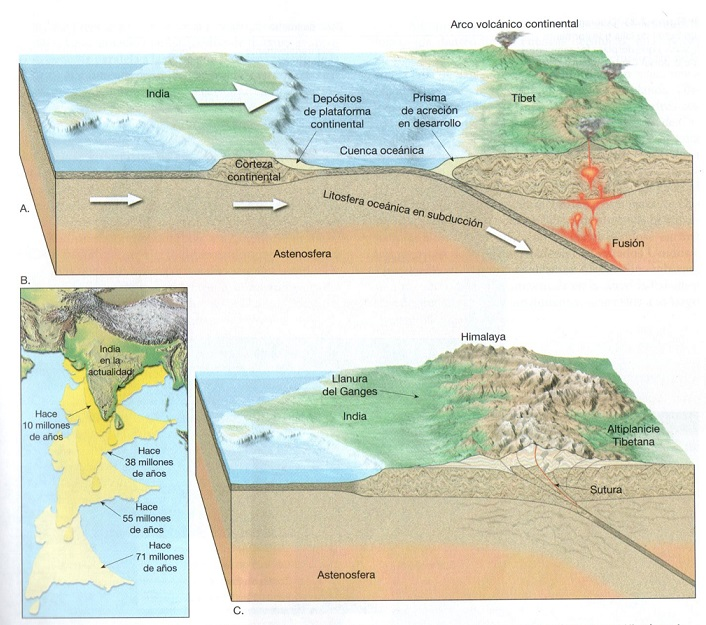 Arco volcánico continental
India
Depósitos
de plataforma
continental
Prisma
de acreción
en desarrollo
Tíbet
Cuenca oceánica
Corteza
continental
Litosfera oceánica en subducción
A.
Fusión
Astenosfera
B.
India
en la
actualidad
Hace
10 millones
de años
Hace
38 millones
de años
Hace
55 millones
de años
Hace
71 millones
de años
Himalaya
Llanura
del Ganges
India
Altiplanicie
Tibetana
Sutura
Astenosfera
C.